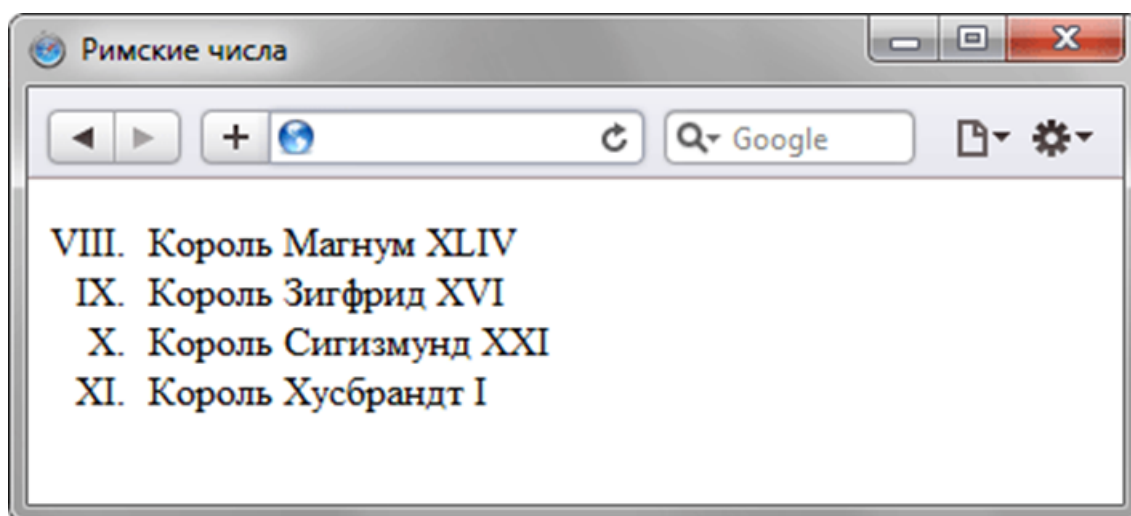 Римские числа
Google
VIII. Король Магнум XLIV
IX. Король Зигфрид XVI
X. Король Сигизмунд XXI
XI. Король Хусбрандт I